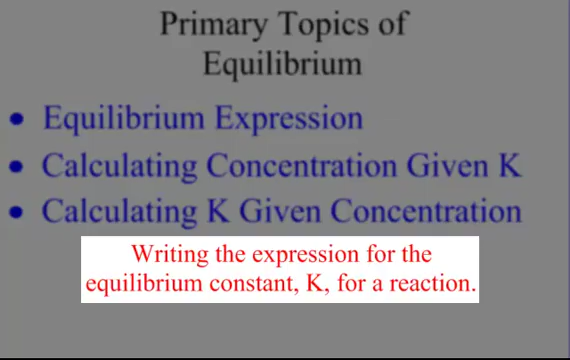 Primary Topics of
Equilibrium
• Equilibrium Expression
• Calculating Concentration Given K
• Calculating K Given Concentration
Writing the expression for the
equilibrium constant, K, for a reaction.